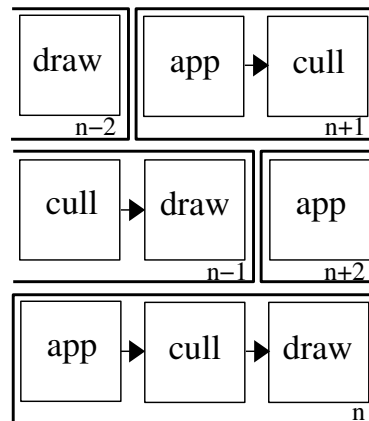 draw app cull
n−2 n+1
cull draw app
n−1 n+2
app cull draw
n